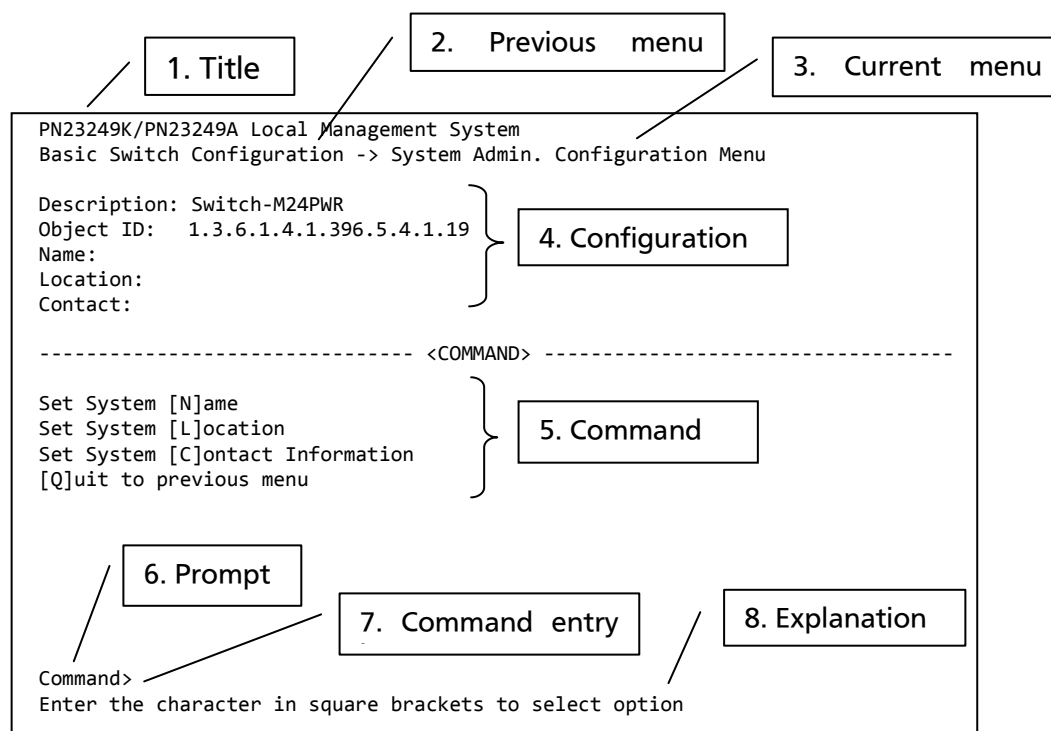 2. Previous menu
1. Title
3. Current menu
PN23249K/PN23249A Local Management System
Basic Switch Configuration -> System Admin. Configuration Menu
Description: Switch-M24PWR
Object ID: 1.3.6.1.4.1.396.5.4.1.19
Name:
Location:
Contact:
4. Configuration
-------------------------------- <COMMAND> -----------------------------------
Set System [N]ame
Set System [L]ocation
Set System [C]ontact Information
[Q]uit to previous menu
5. Command
6. Prompt
7. Command entry
8. Explanation
Command>
Enter the character in square brackets to select option